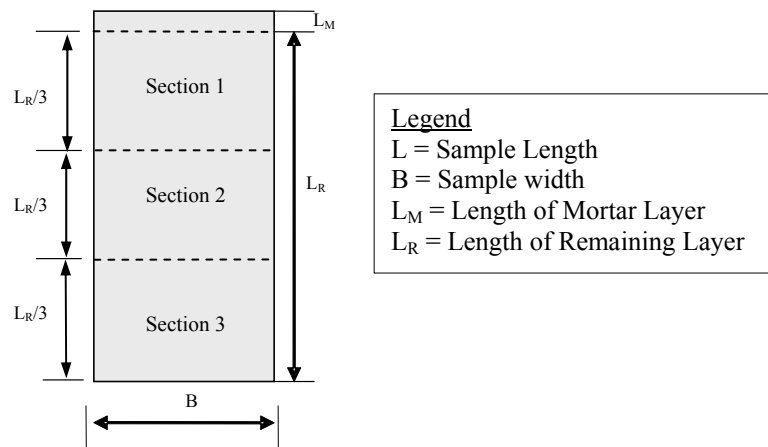 L_M
L_R/3
Section 1
L_R/3
Section 2
L_R
L_R/3
Section 3
B
Legend
L = Sample Length
B = Sample width
L_M = Length of Mortar Layer
L_R = Length of Remaining Layer